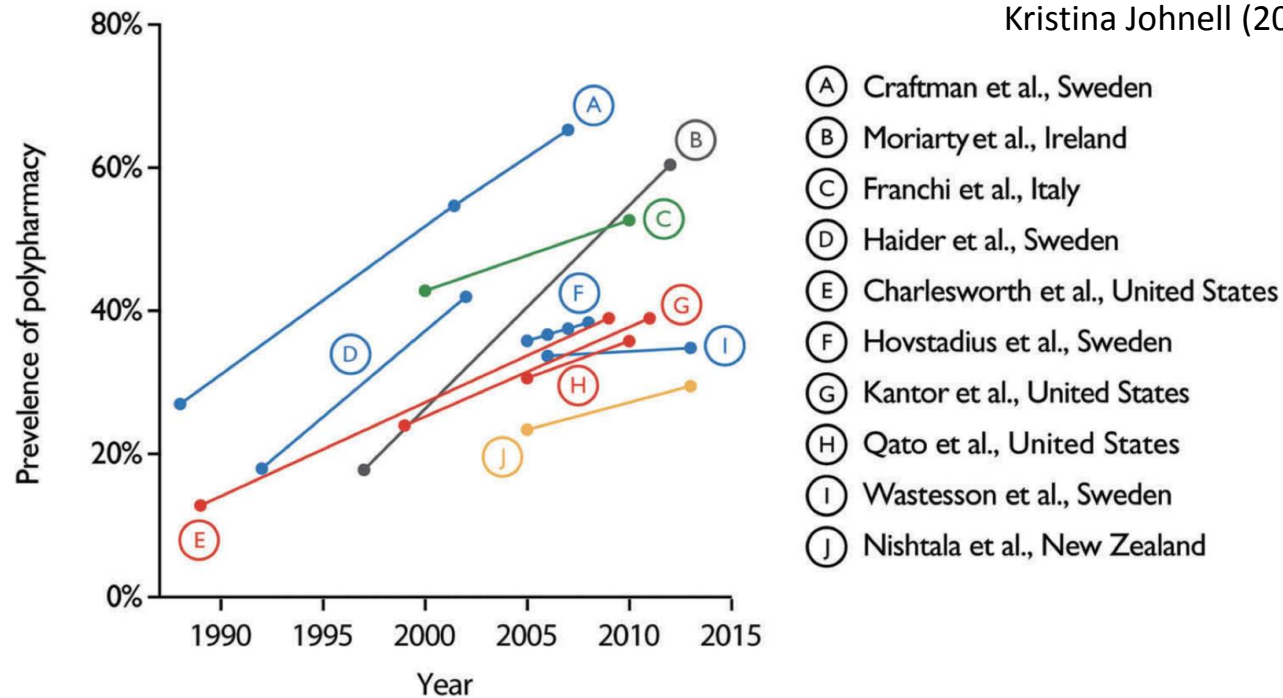 Kristina Johnell (20
80%
60%
40%
20%
0%
Prevelence of polypharmacy
1990
1995
2000
2005
2010
2015
Year
A
B
C
D
E
F
G
H
I
J
A Craftman et al., Sweden
B Moriarty et al., Ireland
C Franchi et al., Italy
D Haider et al., Sweden
E Charlesworth et al., United States
F Hovstadius et al., Sweden
G Kantor et al., United States
H Qato et al., United States
I Wastesson et al., Sweden
J Nishtala et al., New Zealand